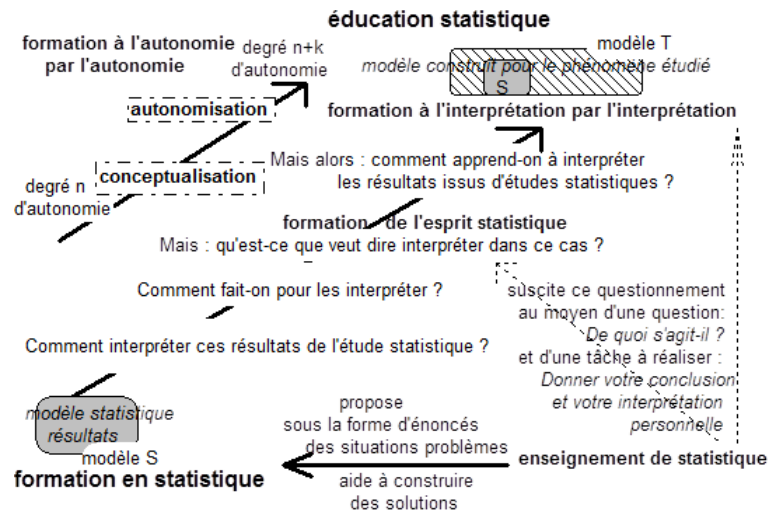 éducation statistique
formation à l'autonomie
par l'autonomie
degré n+k
d'autonomie
modèle T
modèle construit pour le phénomène étudié
S
autonomisation
formation à l'interprétation par l'interprétation
Mais alors : comment apprend-on à interpréter
les résultats issus d'études statistiques ?
conceptualisation
degré n
d'autonomie
formation de l'esprit statistique
Mais : qu'est-ce que veut dire interpréter dans ce cas ?
Comment fait-on pour les interpréter ?
suscite ce questionnement
au moyen d'une question:
De quoi s'agit-il ?
et d'une tâche à réaliser :
Donner votre conclusion
et votre interprétation
personnelle
Comment interpréter ces résultats de l'étude statistique ?
modèle statistique
résultats
modèle S
formation en statistique
propose
sous la forme d'énoncés
des situations problèmes
aide à construire
des solutions
enseignement de statistique